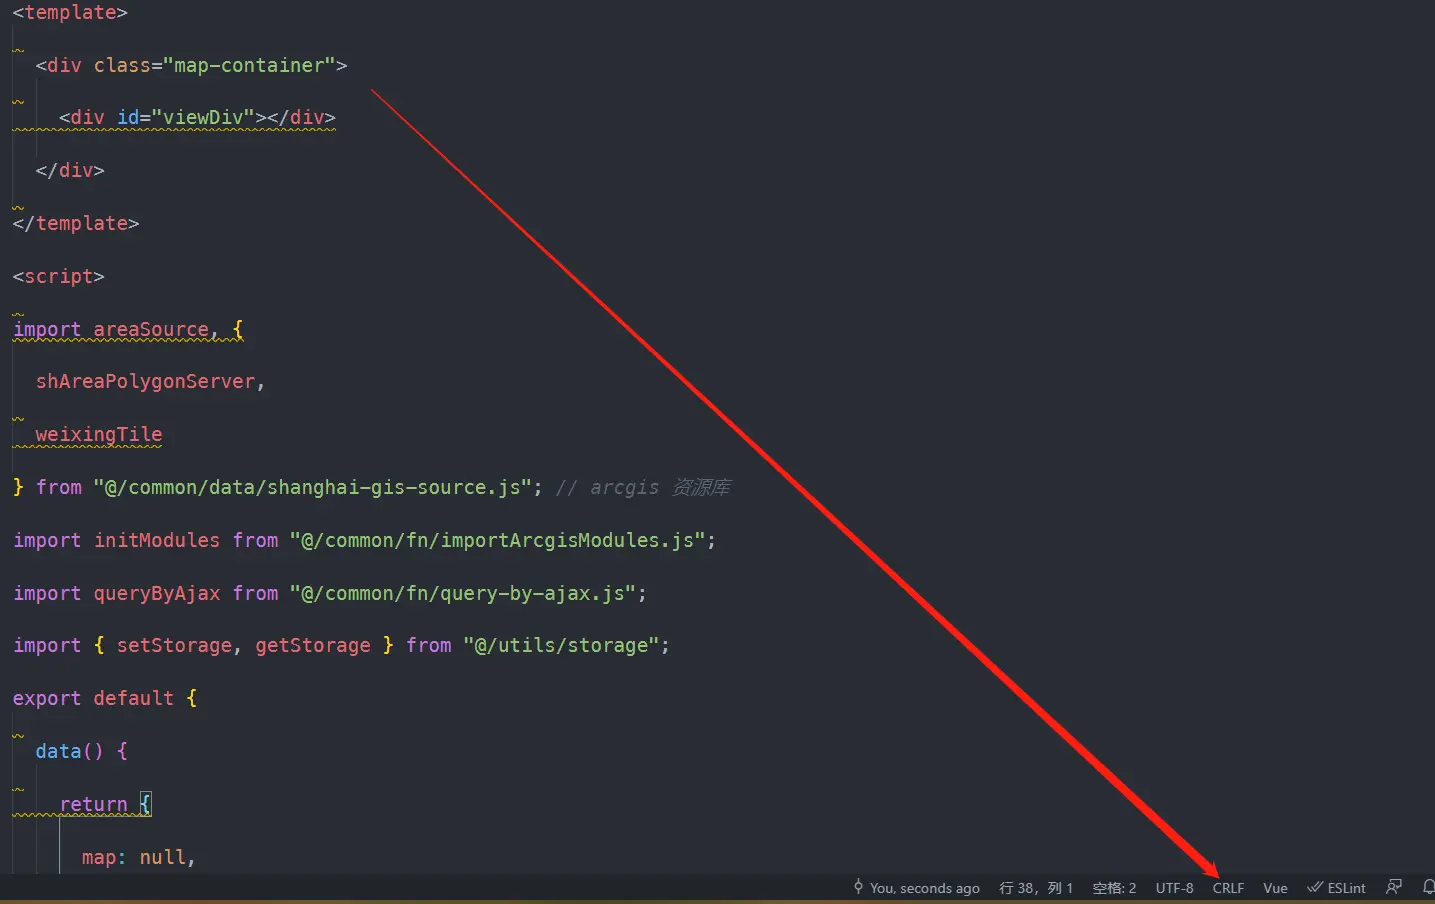 <template>
<div class="map-container">
<div id="viewDiv"></div>
</div>
</template>
<script>
import areaSource, {
shAreaPolygonServer,
weixingTile
} from "@/common/data/shanghai-gis-source.js"; // arcgis 资源库
import initModules from "@/common/fn/importArcgisModules.js";
import queryByAjax from "@/common/fn/query-by-ajax.js";
import { setStorage, getStorage } from "@/utils/storage";
export default {
data() {
return {
map: null,
You, seconds ago 行 38，列 1 空格: 2 UTF-8 CRLF Vue ESLint